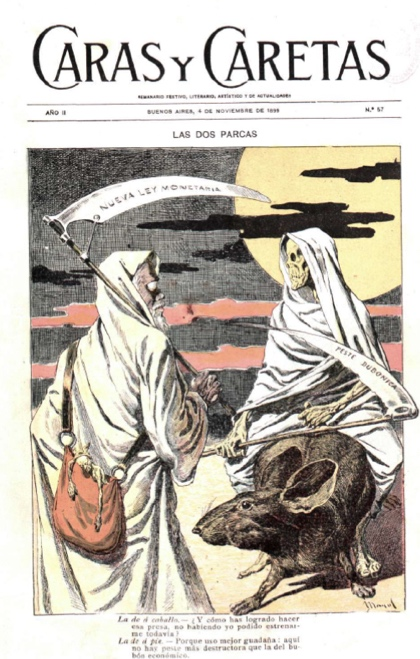 CARAS Y CARETAS
SEMANARIO FESTIVO, LITERARIO, ARTÍSTICO Y DE ACTUALIDADES
AÑO II BUENOS AIRES, 4 DE NOVIEMBRE DE 1899 N.º 57
LAS DOS PARCAS
NUEVA LEY MONETARIA
PESTE BUBONICA
Mayol
La de á caballo. — ¿Y cómo has logrado hacer
esa presa, no habiendo yo podido estrenar-
me todavía?
La de á pie. — Porque uso mejor guadaña: aquí
no hay peste más destructora que la del bu-
bón económico.